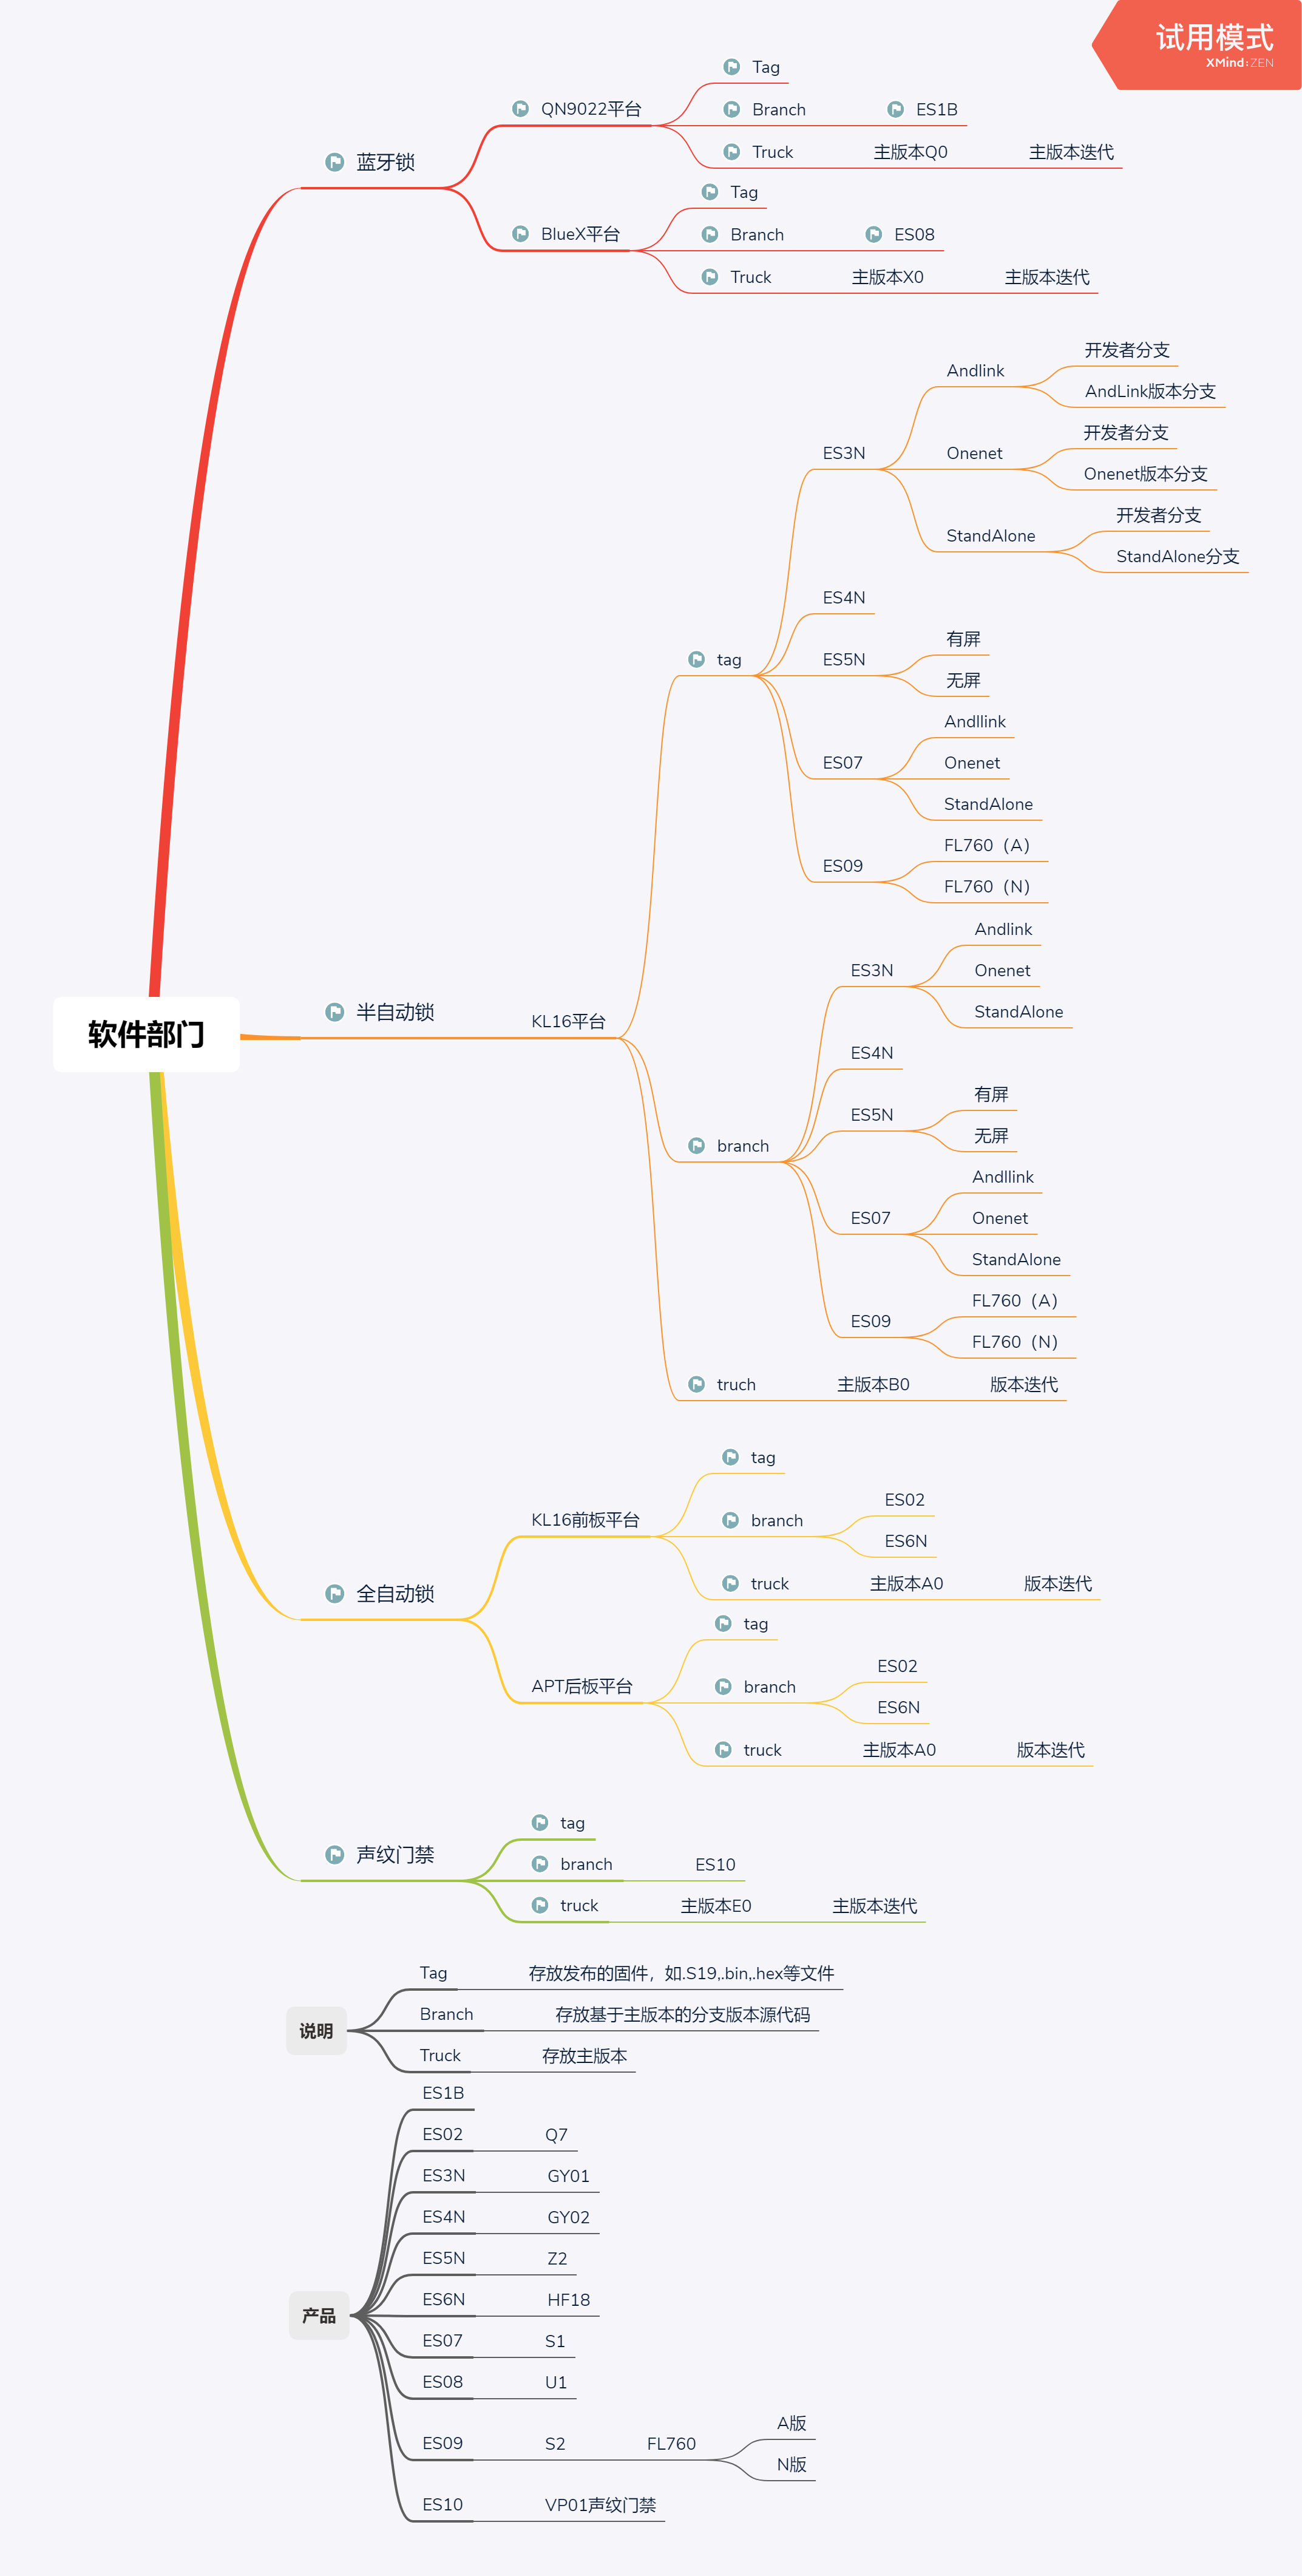 试用模式
XMind:ZEN
软件部门
蓝牙锁
QN9022平台
Tag
Branch
ES1B
Truck
主版本Q0
主版本迭代
BlueX平台
Tag
Branch
ES08
Truck
主版本X0
主版本迭代
半自动锁
KL16平台
tag
ES3N
Andlink
开发者分支
AndLink版本分支
Onenet
开发者分支
Onenet版本分支
StandAlone
开发者分支
StandAlone分支
ES4N
ES5N
有屏
无屏
ES07
Andllink
Onenet
StandAlone
ES09
FL760（A）
FL760（N）
branch
ES3N
Andlink
Onenet
StandAlone
ES4N
ES5N
有屏
无屏
ES07
Andllink
Onenet
StandAlone
ES09
FL760（A）
FL760（N）
truch
主版本B0
版本迭代
全自动锁
KL16前板平台
tag
branch
ES02
ES6N
truck
主版本A0
版本迭代
APT后板平台
tag
branch
ES02
ES6N
truck
主版本A0
版本迭代
声纹门禁
tag
branch
ES10
truck
主版本E0
主版本迭代
说明
Tag
存放发布的固件，如.S19,.bin,.hex等文件
Branch
存放基于主版本的分支版本源代码
Truck
存放主版本
产品
ES1B
ES02
Q7
ES3N
GY01
ES4N
GY02
ES5N
Z2
ES6N
HF18
ES07
S1
ES08
U1
ES09
S2
FL760
A版
N版
ES10
VP01声纹门禁